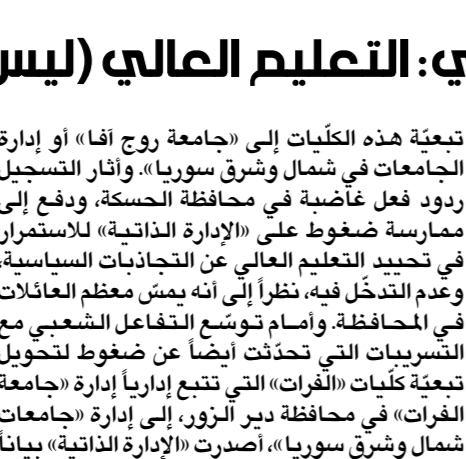 ي: التعليم العالي (ليس
تبعيّة هذه الكلّيات إلى «جامعة روج آفا» أو إدارة
الجامعات في شمال وشرق سوريا». وأثار التسجيل
ردود فعل غاضبة في محافظة الحسكة، ودفع إلى
ممارسة ضغوط على «الإدارة الذاتية» للاستمرار
في تحييد التعليم العالي عن التجاذبات السياسية،
وعدم التدخّل فيه، نظراً إلى أنه يمسّ معظم العائلات
في المحافظة. وأمام توسّع التفاعل الشعبي مع
التسريبات التي تحدّثت أيضاً عن ضغوط لتحويل
تبعيّة كلّيات «الفرات» التي تتبع إدارياً إدارة «جامعة
الفرات» في محافظة دير الزور، إلى إدارة «جامعات
شمال وشرق سوريا»، أصدرت «الإدارة الذاتية» بياناً